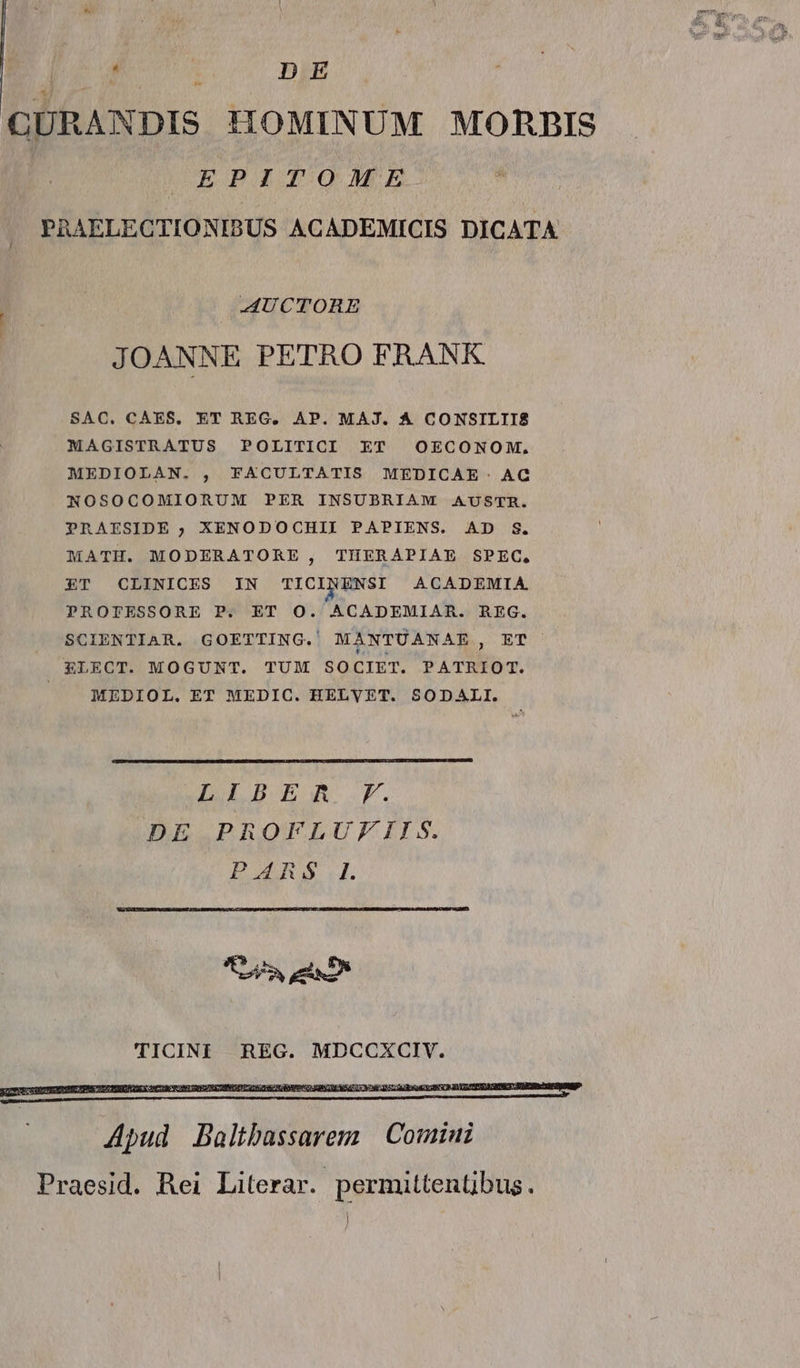 DE
CURANDIS HOMINUM MORBIS
EPITOME
PRAELECTIONIBUS ACADEMICIS DICATA
AUCTORE
JOANNE PETRO FRANK
SAC. CAES. ET REG. AP. MAJ. A CONSILIIS
MAGISTRATUS POLITICI ET OECONOM.
MEDIOLAN. , FACULTATIS MEDICAE AC
NOSOCOMIORUM PER INSUBRIAM AUSTR.
PRAESIDE , XENODOCHII PAPIENS. AD S.
MATH. MODERATORE , THERAPIAE SPEC.
ET CLINICES IN TICINENSI ACADEMIA
PROFESSORE P. ET O. ACADEMIAR. REG.
SCIENTIAR. GOETTING. MANTUANAE , ET
ELECT. MOGUNT. TUM SOCIET. PATRIOT.
MEDIOL. ET MEDIC. HELVET. SODALI.
LIBER V.
DE PROFLUVIIS.
PARS I.
TICINI REG. MDCCXCIV.
Apud Balthassarem Comini
Praesid. Rei Literar. permittentibus.